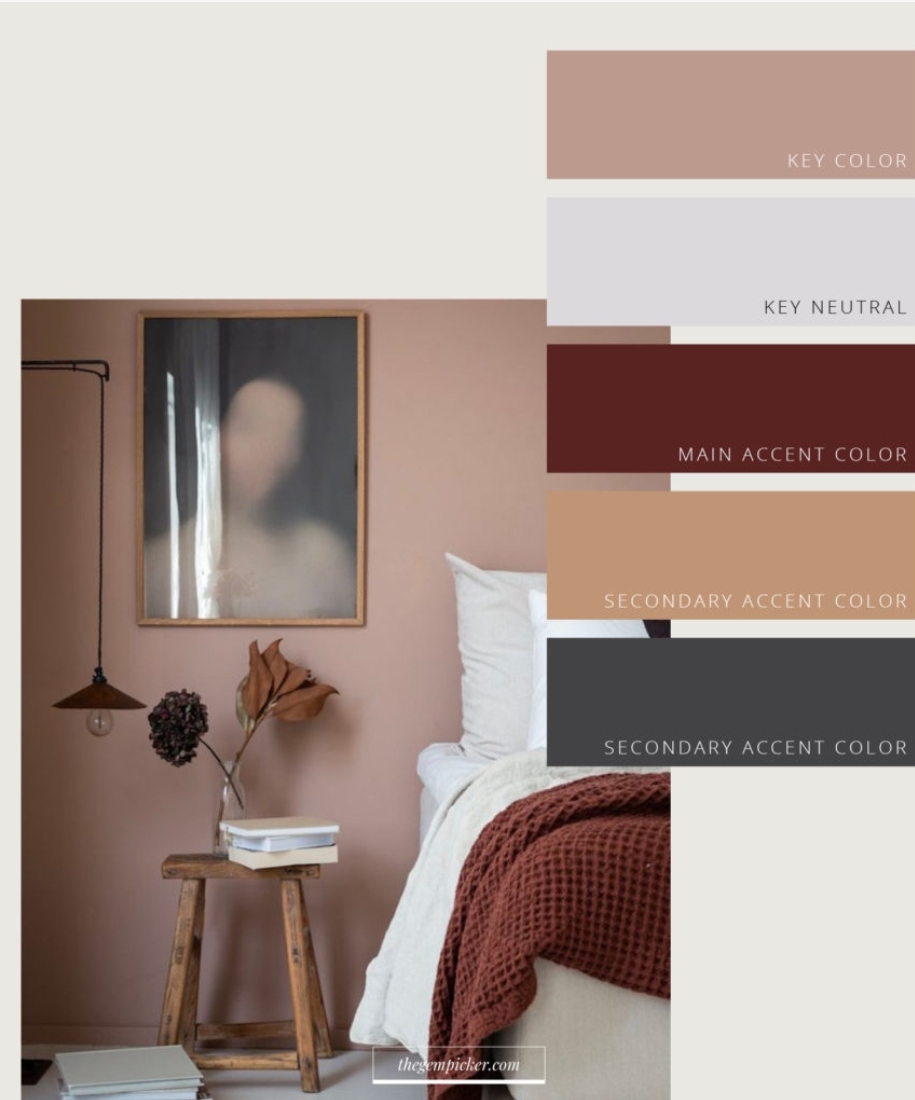 KEY COLOR
KEY NEUTRAL
MAIN ACCENT COLOR
SECONDARY ACCENT COLOR
SECONDARY ACCENT COLOR
thegempicker.com